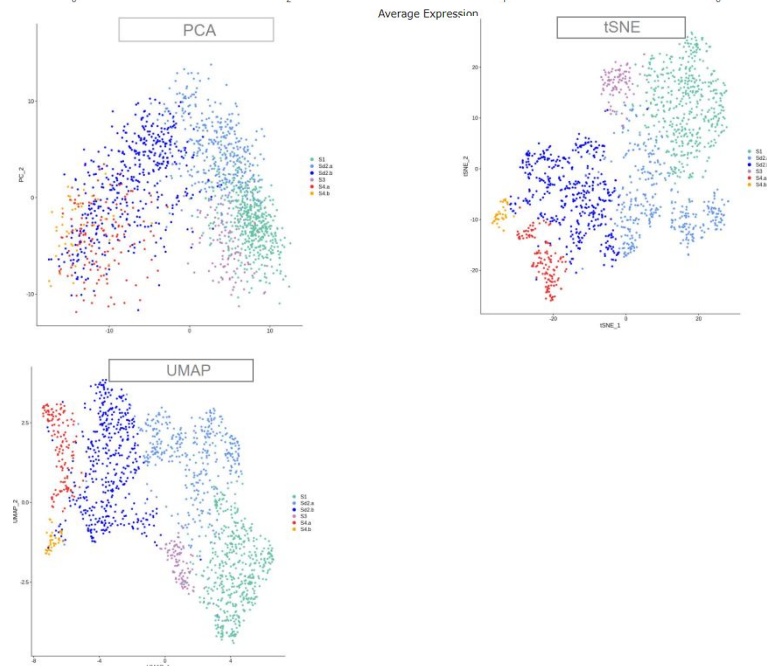 Average Expression
PCA
10
0
-10
PC_2
-10
0
10
S1
Sd2.a
Sd2.b
S3
S4.a
S4.b
tSNE
20
10
0
-10
-20
tSNE_2
-20
0
20
tSNE_1
S1
Sd2.
Sd2.
S3
S4.a
S4.b
UMAP
2.5
0.0
-2.5
UMAP_2
-8
-4
0
4
S1
Sd2.a
Sd2.b
S3
S4.a
S4.b